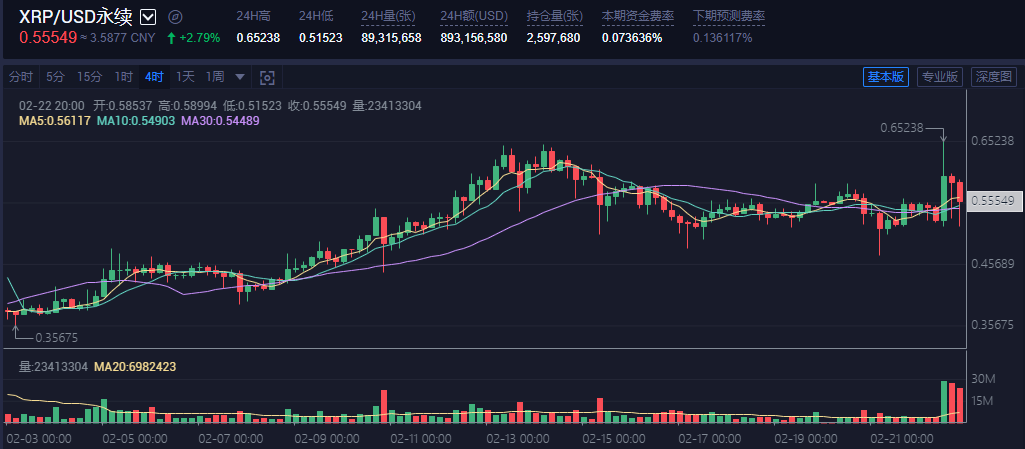 XRP/USD永续 24H高 24H低 24H量(张) 24H额(USD) 持仓量(张) 本期资金费率 下期预测费率
0.55549 ≈ 3.5877 CNY +2.79% 0.65238 0.51523 89,315,658 893,156,580 2,597,680 0.073636% 0.136117%
分时 5分 15分 1时 4时 1天 1周 基本版 专业版 深度图
02-22 20:00 开:0.58537 高:0.58994 低:0.51523 收:0.55549 量:23413304
MA5:0.56117 MA10:0.54903 MA30:0.54489
0.65238
0.65238
0.55549
0.45689
0.35675
0.35675
量:23413304 MA20:6982423
30M
15M
02-03 00:00 02-05 00:00 02-07 00:00 02-09 00:00 02-11 00:00 02-13 00:00 02-15 00:00 02-17 00:00 02-19 00:00 02-21 00:00